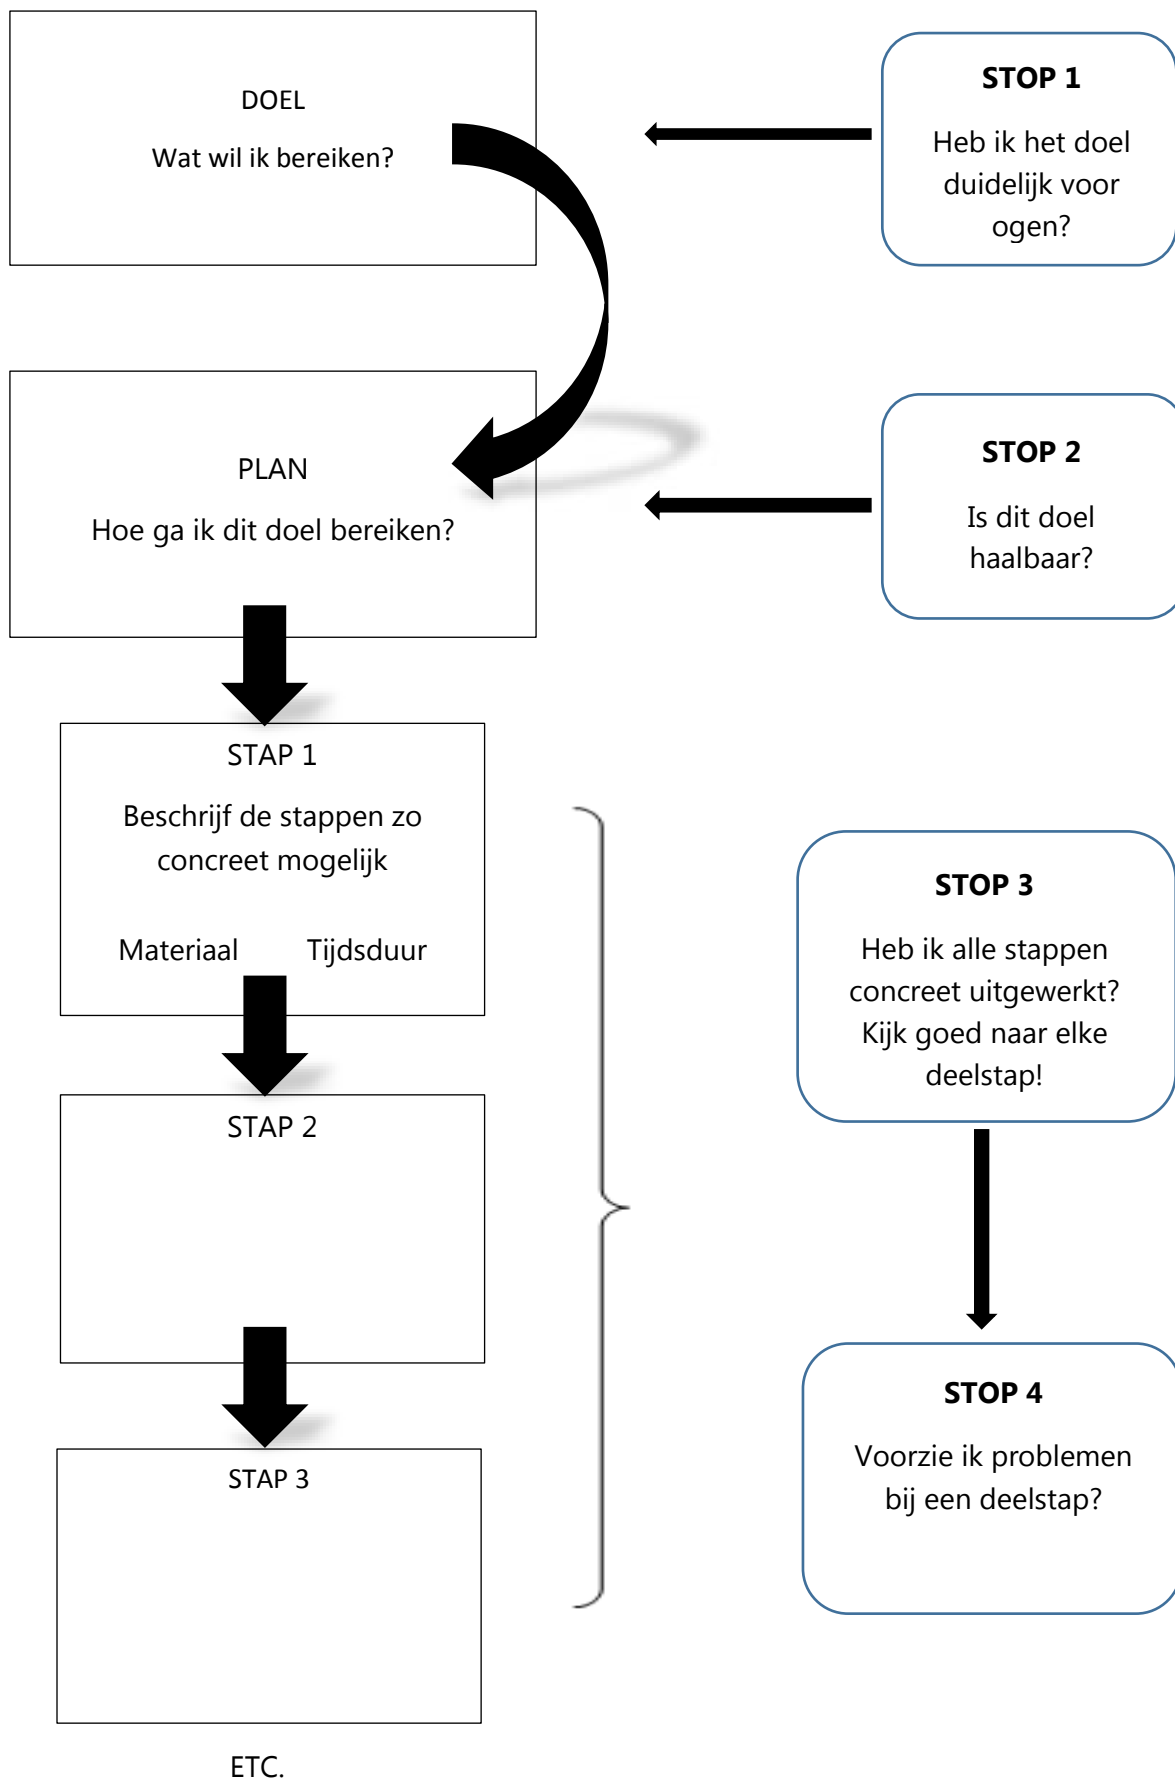 DOEL
Wat wil ik bereiken?
STOP 1
Heb ik het doel
duidelijk voor
ogen?
PLAN
Hoe ga ik dit doel bereiken?
STOP 2
Is dit doel
haalbaar?
STAP 1
Beschrijf de stappen zo
concreet mogelijk
Materiaal Tijdsduur
STAP 2
STAP 3
ETC.
STOP 3
Heb ik alle stappen
concreet uitgewerkt?
Kijk goed naar elke
deelstap!
STOP 4
Voorzie ik problemen
bij een deelstap?